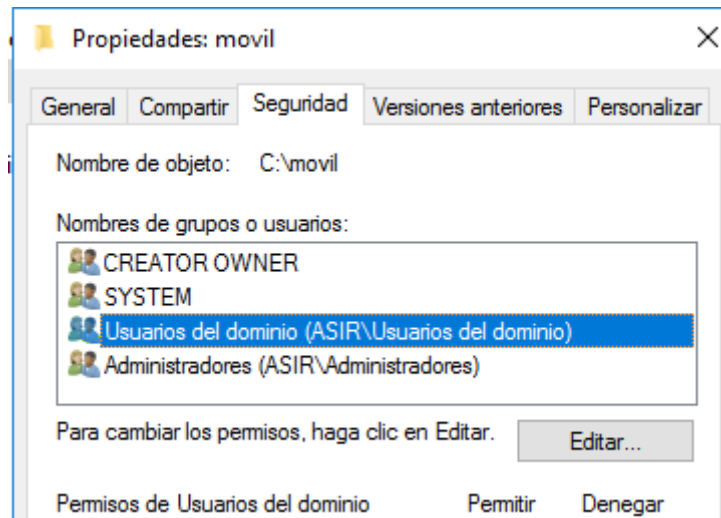 Propiedades: movil
General Compartir Seguridad Versiones anteriores Personalizar
Nombre de objeto: C:\movil
Nombres de grupos o usuarios:
CREATOR OWNER
SYSTEM
Usuarios del dominio (ASIR\Usuarios del dominio)
Administradores (ASIR\Administradores)
Para cambiar los permisos, haga clic en Editar. Editar...
Permisos de Usuarios del dominio Permitir Denegar